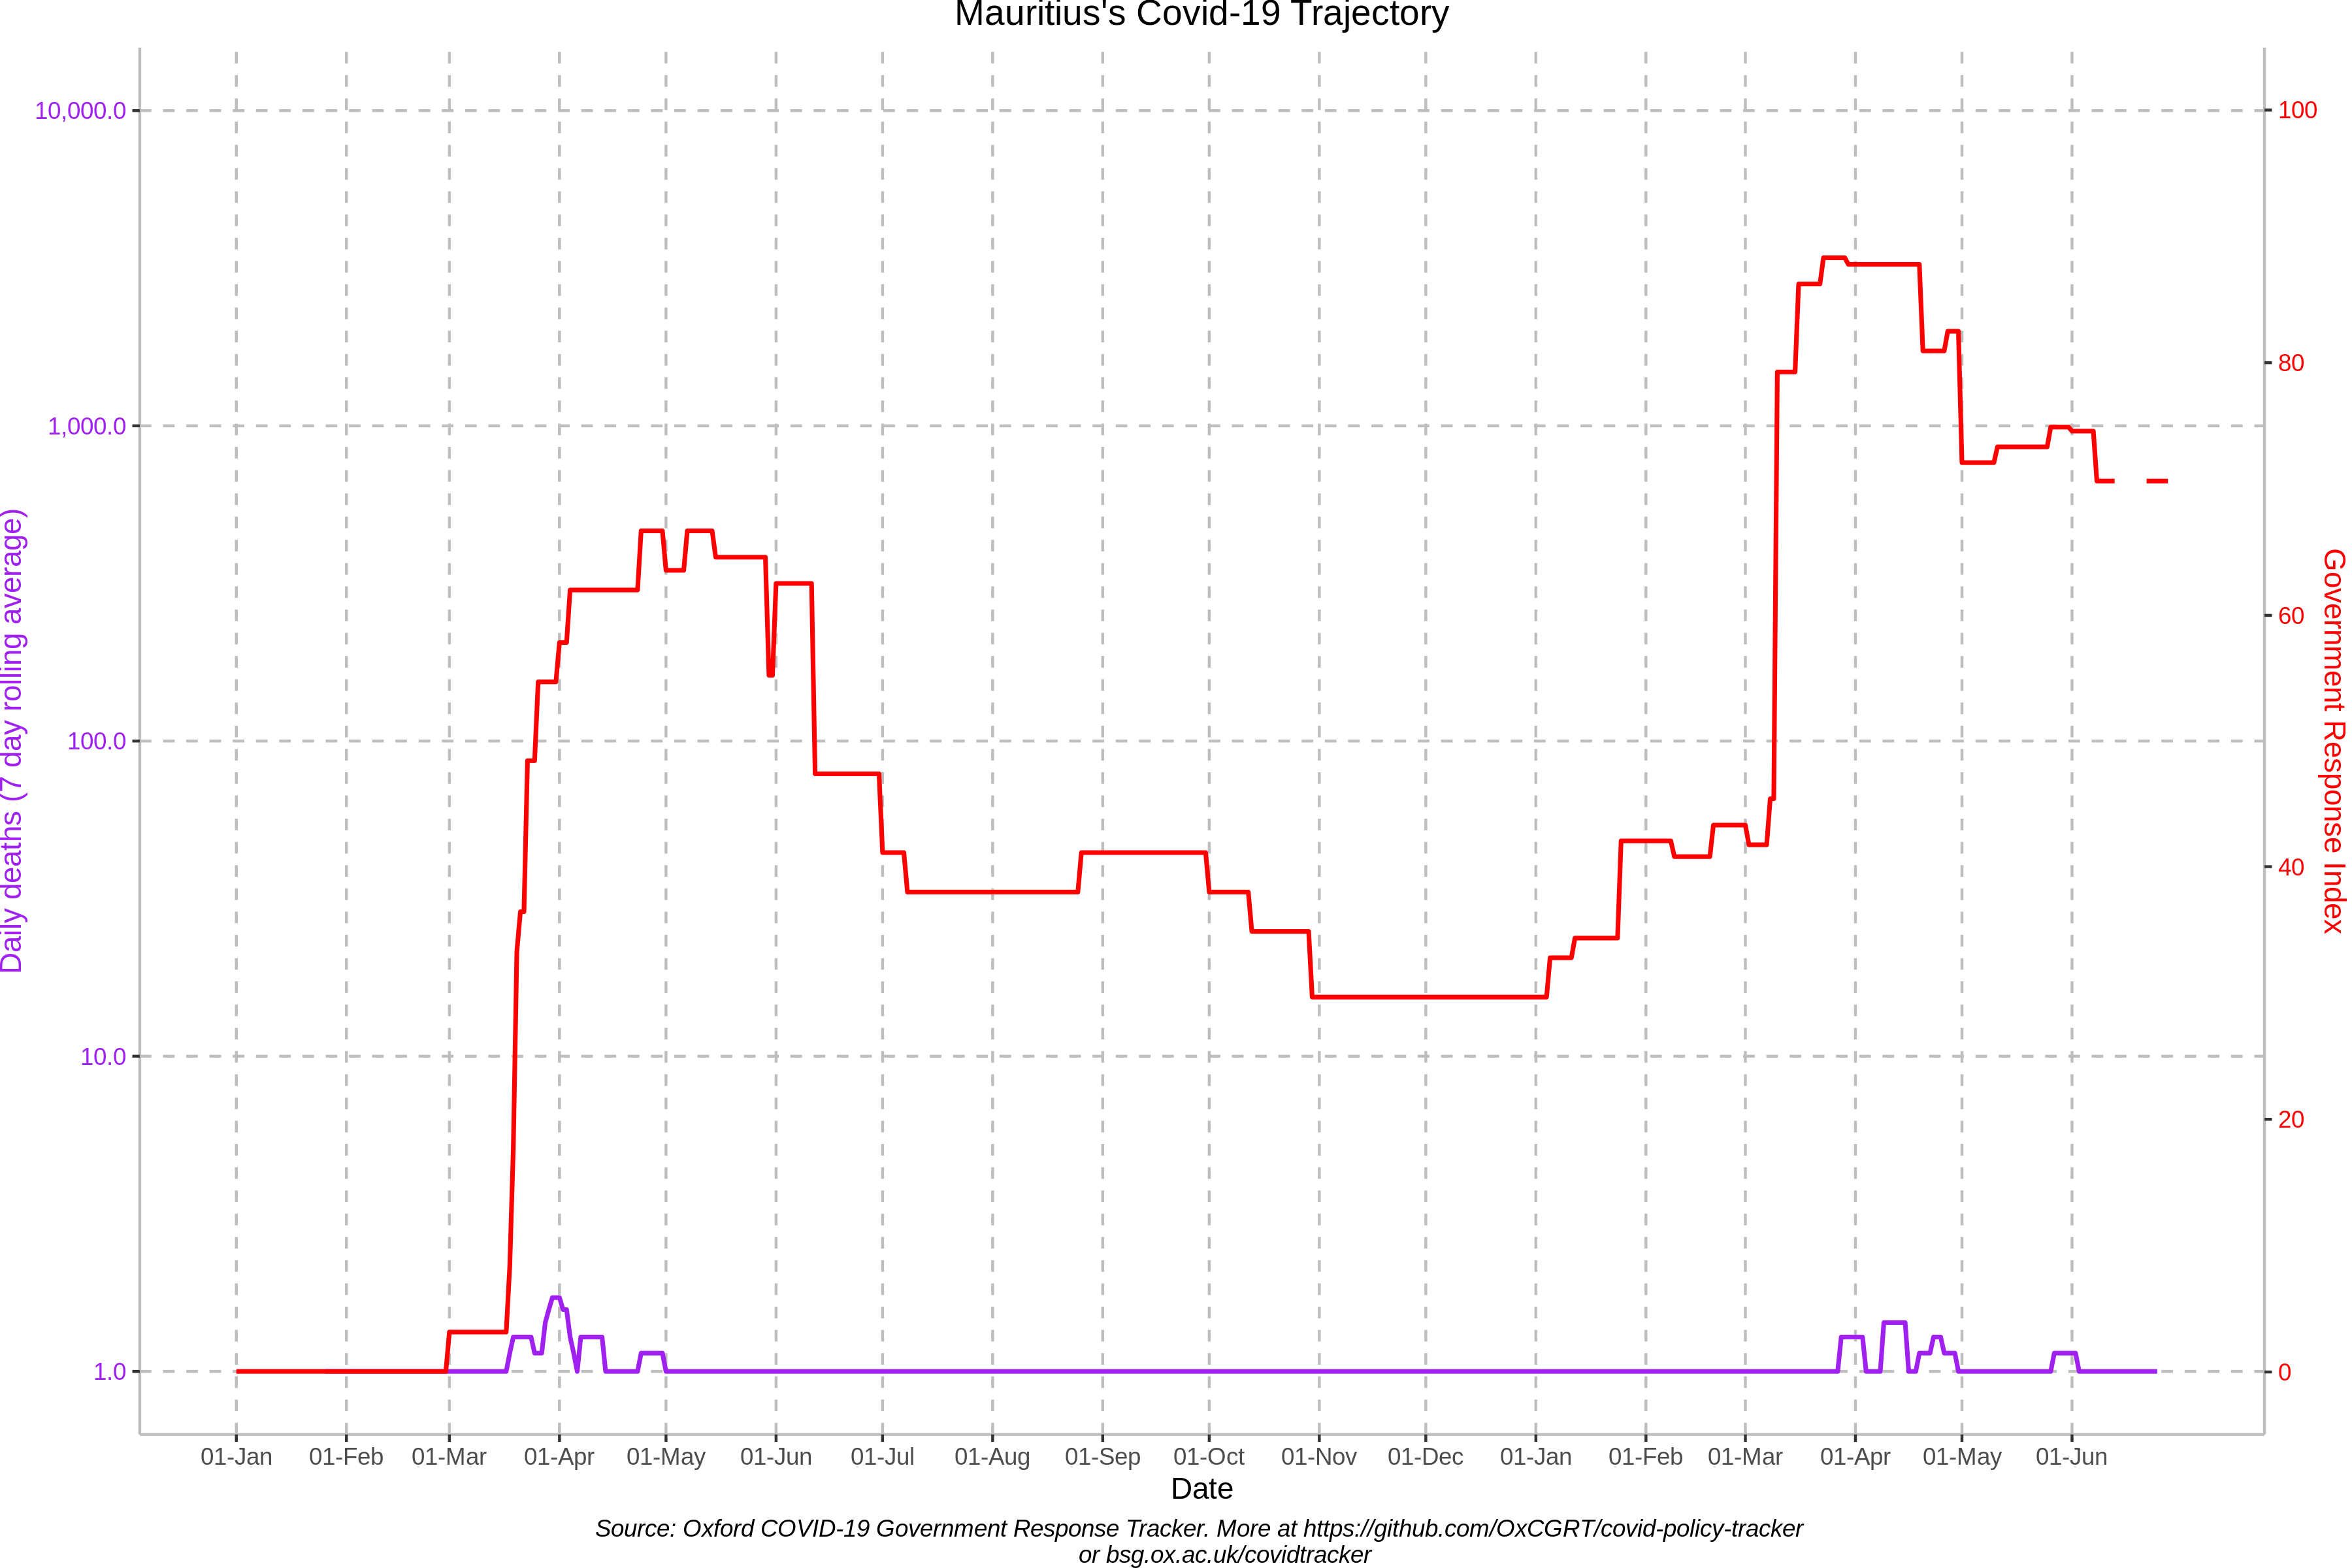 Mauritius's Covid-19 Trajectory
10,000.0
1,000.0
100.0
10.0
1.0
Daily deaths (7 day rolling average)
100
80
60
40
20
0
Government Response Index
01-Jan 01-Feb 01-Mar 01-Apr 01-May 01-Jun 01-Jul 01-Aug 01-Sep 01-Oct 01-Nov 01-Dec 01-Jan 01-Feb 01-Mar 01-Apr 01-May 01-Jun
Date
Source: Oxford COVID-19 Government Response Tracker. More at https://github.com/OxCGRT/covid-policy-tracker
or bsg.ox.ac.uk/covidtracker